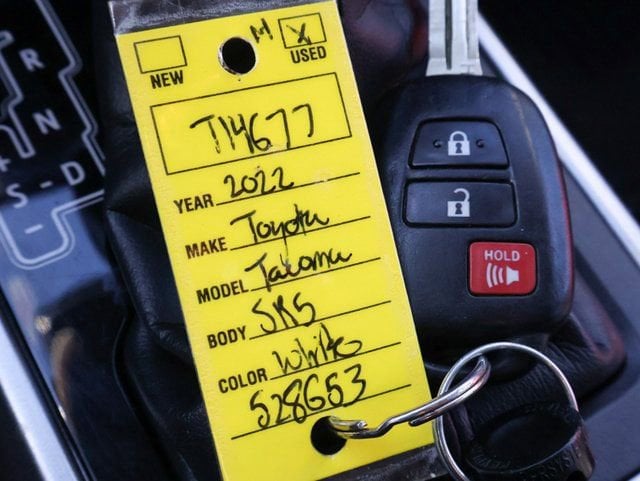 M X
NEW USED
T14677
YEAR 2022
MAKE Toyota
MODEL Tacoma
BODY SR5
COLOR White
528653
HOLD
R
N
S - D
-